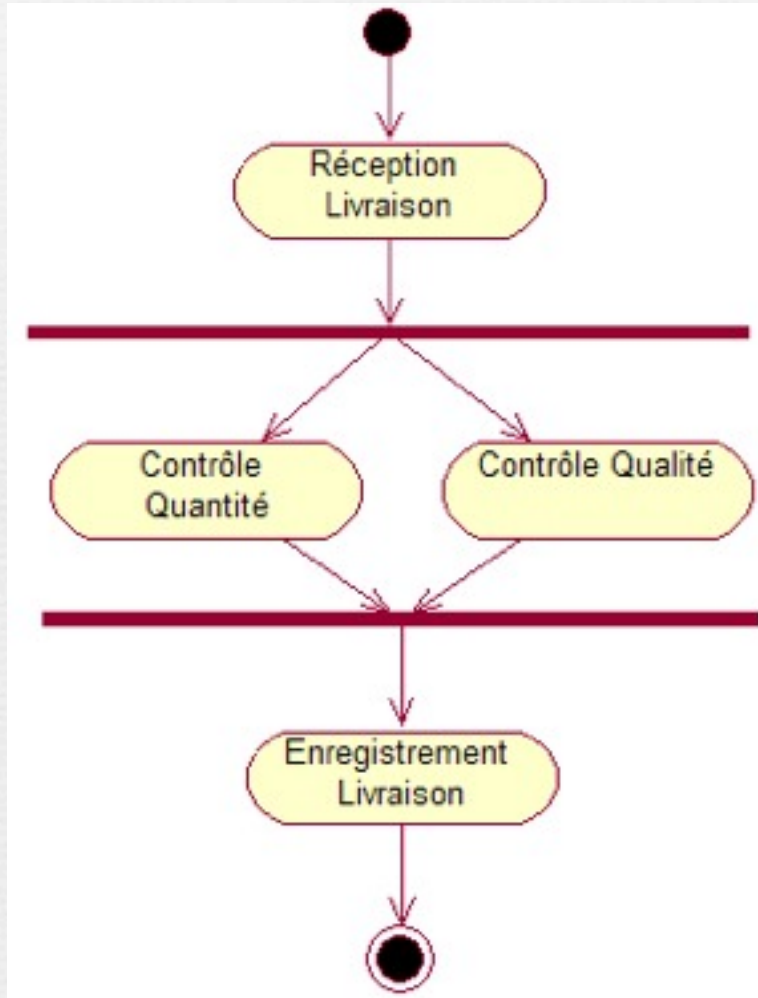 Réception
Livraison
Contrôle
Quantité
Contrôle Qualité
Enregistrement
Livraison